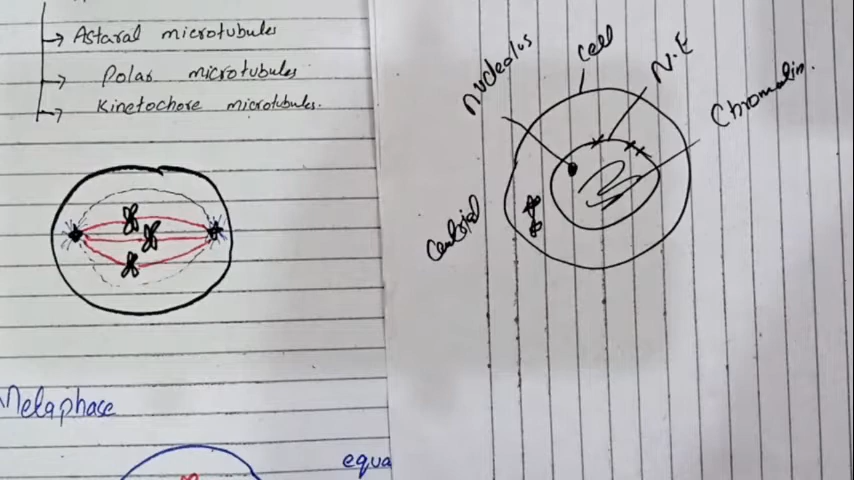 Astaral microtubules
Polar microtubules
Kinetochore microtubules.
Metaphase
equa
nucleolus
cell
N.E
Chromatin.
Centriol